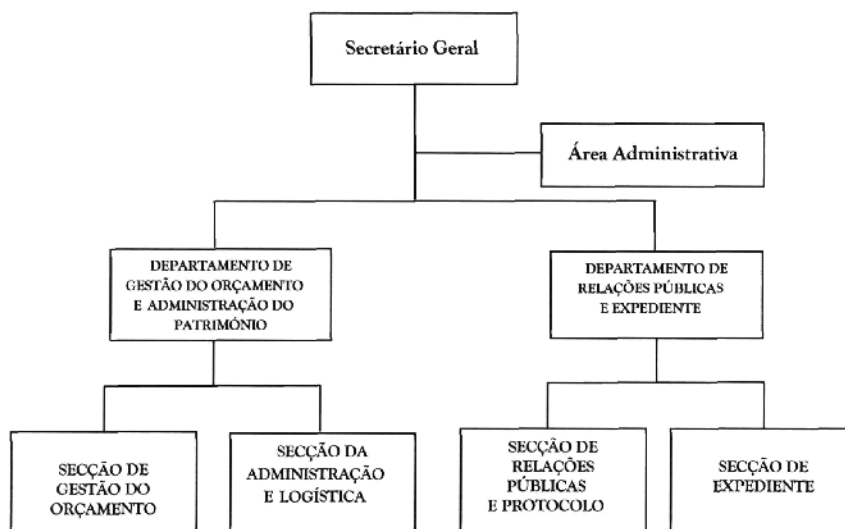 Secretário Geral
Área Administrativa
DEPARTAMENTO DE
GESTÃO DO ORÇAMENTO
E ADMINISTRAÇÃO DO
PATRIMÓNIO
DEPARTAMENTO DE
RELAÇÕES PÚBLICAS
E EXPEDIENTE
SECÇÃO DE
GESTÃO DO
ORÇAMENTO
SECÇÃO DA
ADMINISTRAÇÃO
E LOGÍSTICA
SECÇÃO DE
RELAÇÕES
PÚBLICAS
E PROTOCOLO
SECÇÃO DE
EXPEDIENTE